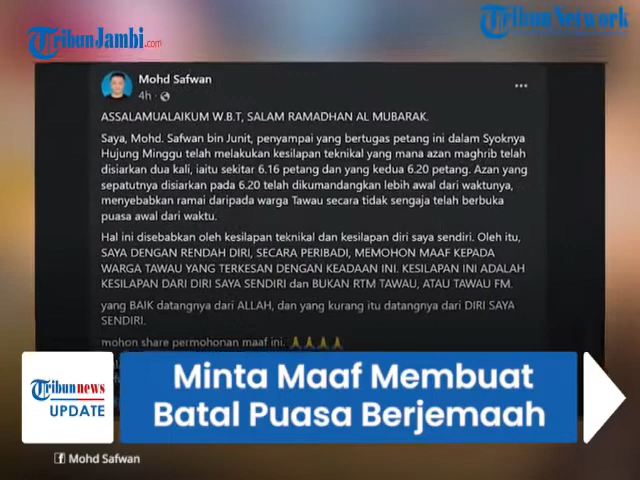 TribunJambi.com
TribunNetwork
Mohd Safwan
4h
ASSALAMUALAIKUM W.B.T, SALAM RAMADHAN AL MUBARAK.
Saya, Mohd. Safwan bin Junit, penyampai yang bertugas petang ini dalam Syoknya
Hujung Minggu telah melakukan kesilapan teknikal yang mana azan maghrib telah
disiarkan dua kali, iaitu sekitar 6.16 petang dan yang kedua 6.20 petang. Azan yang
sepatutnya disiarkan pada 6.20 telah dikumandangkan lebih awal dari waktunya,
menyebabkan ramai daripada warga Tawau secara tidak sengaja telah berbuka
puasa awal dari waktu.
Hal ini disebabkan oleh kesilapan teknikal dan kesilapan diri saya sendiri. Oleh itu,
SAYA DENGAN RENDAH DIRI, SECARA PERIBADI, MEMOHON MAAF KEPADA
WARGA TAWAU YANG TERKESAN DENGAN KEADAAN INI. KESILAPAN INI ADALAH
KESILAPAN DARI DIRI SAYA SENDIRI dan BUKAN RTM TAWAU, ATAU TAWAU FM.
yang BAIK datangnya dari ALLAH, dan yang kurang itu datangnya dari DIRI SAYA
SENDIRI.
mohon share permohonan maaf ini. 🙏🙏🙏🙏
Tribunnews
UPDATE
Minta Maaf Membuat
Batal Puasa Berjemaah
Mohd Safwan